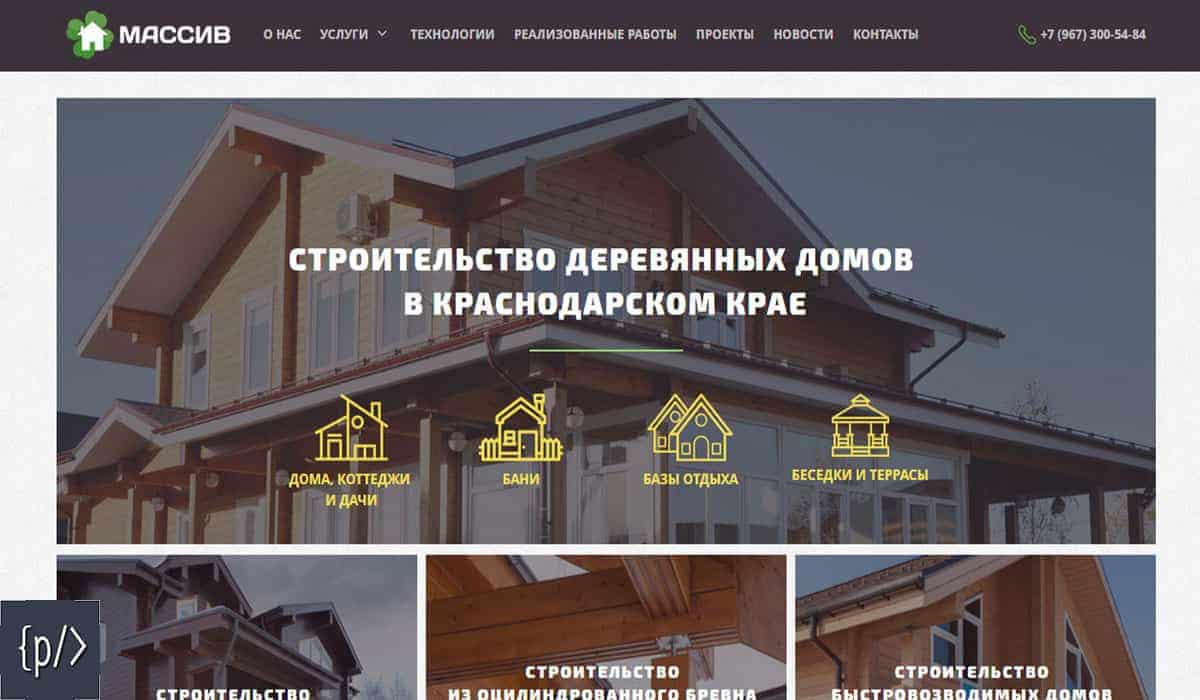 МАССИВ
О НАС УСЛУГИ ТЕХНОЛОГИИ РЕАЛИЗОВАННЫЕ РАБОТЫ ПРОЕКТЫ НОВОСТИ КОНТАКТЫ
+7 (967) 300-54-84
СТРОИТЕЛЬСТВО ДЕРЕВЯННЫХ ДОМОВ
В КРАСНОДАРСКОМ КРАЕ
ДОМА, КОТТЕДЖИ
И ДАЧИ
БАНИ
БАЗЫ ОТДЫХА
БЕСЕДКИ И ТЕРРАСЫ
СТРОИТЕЛЬСТВО
СТРОИТЕЛЬСТВО
ИЗ ОЦИЛИНДРОВАННОГО БРЕВНА
СТРОИТЕЛЬСТВО
БЫСТРОВОЗВОДИМЫХ ДОМОВ
{p/>